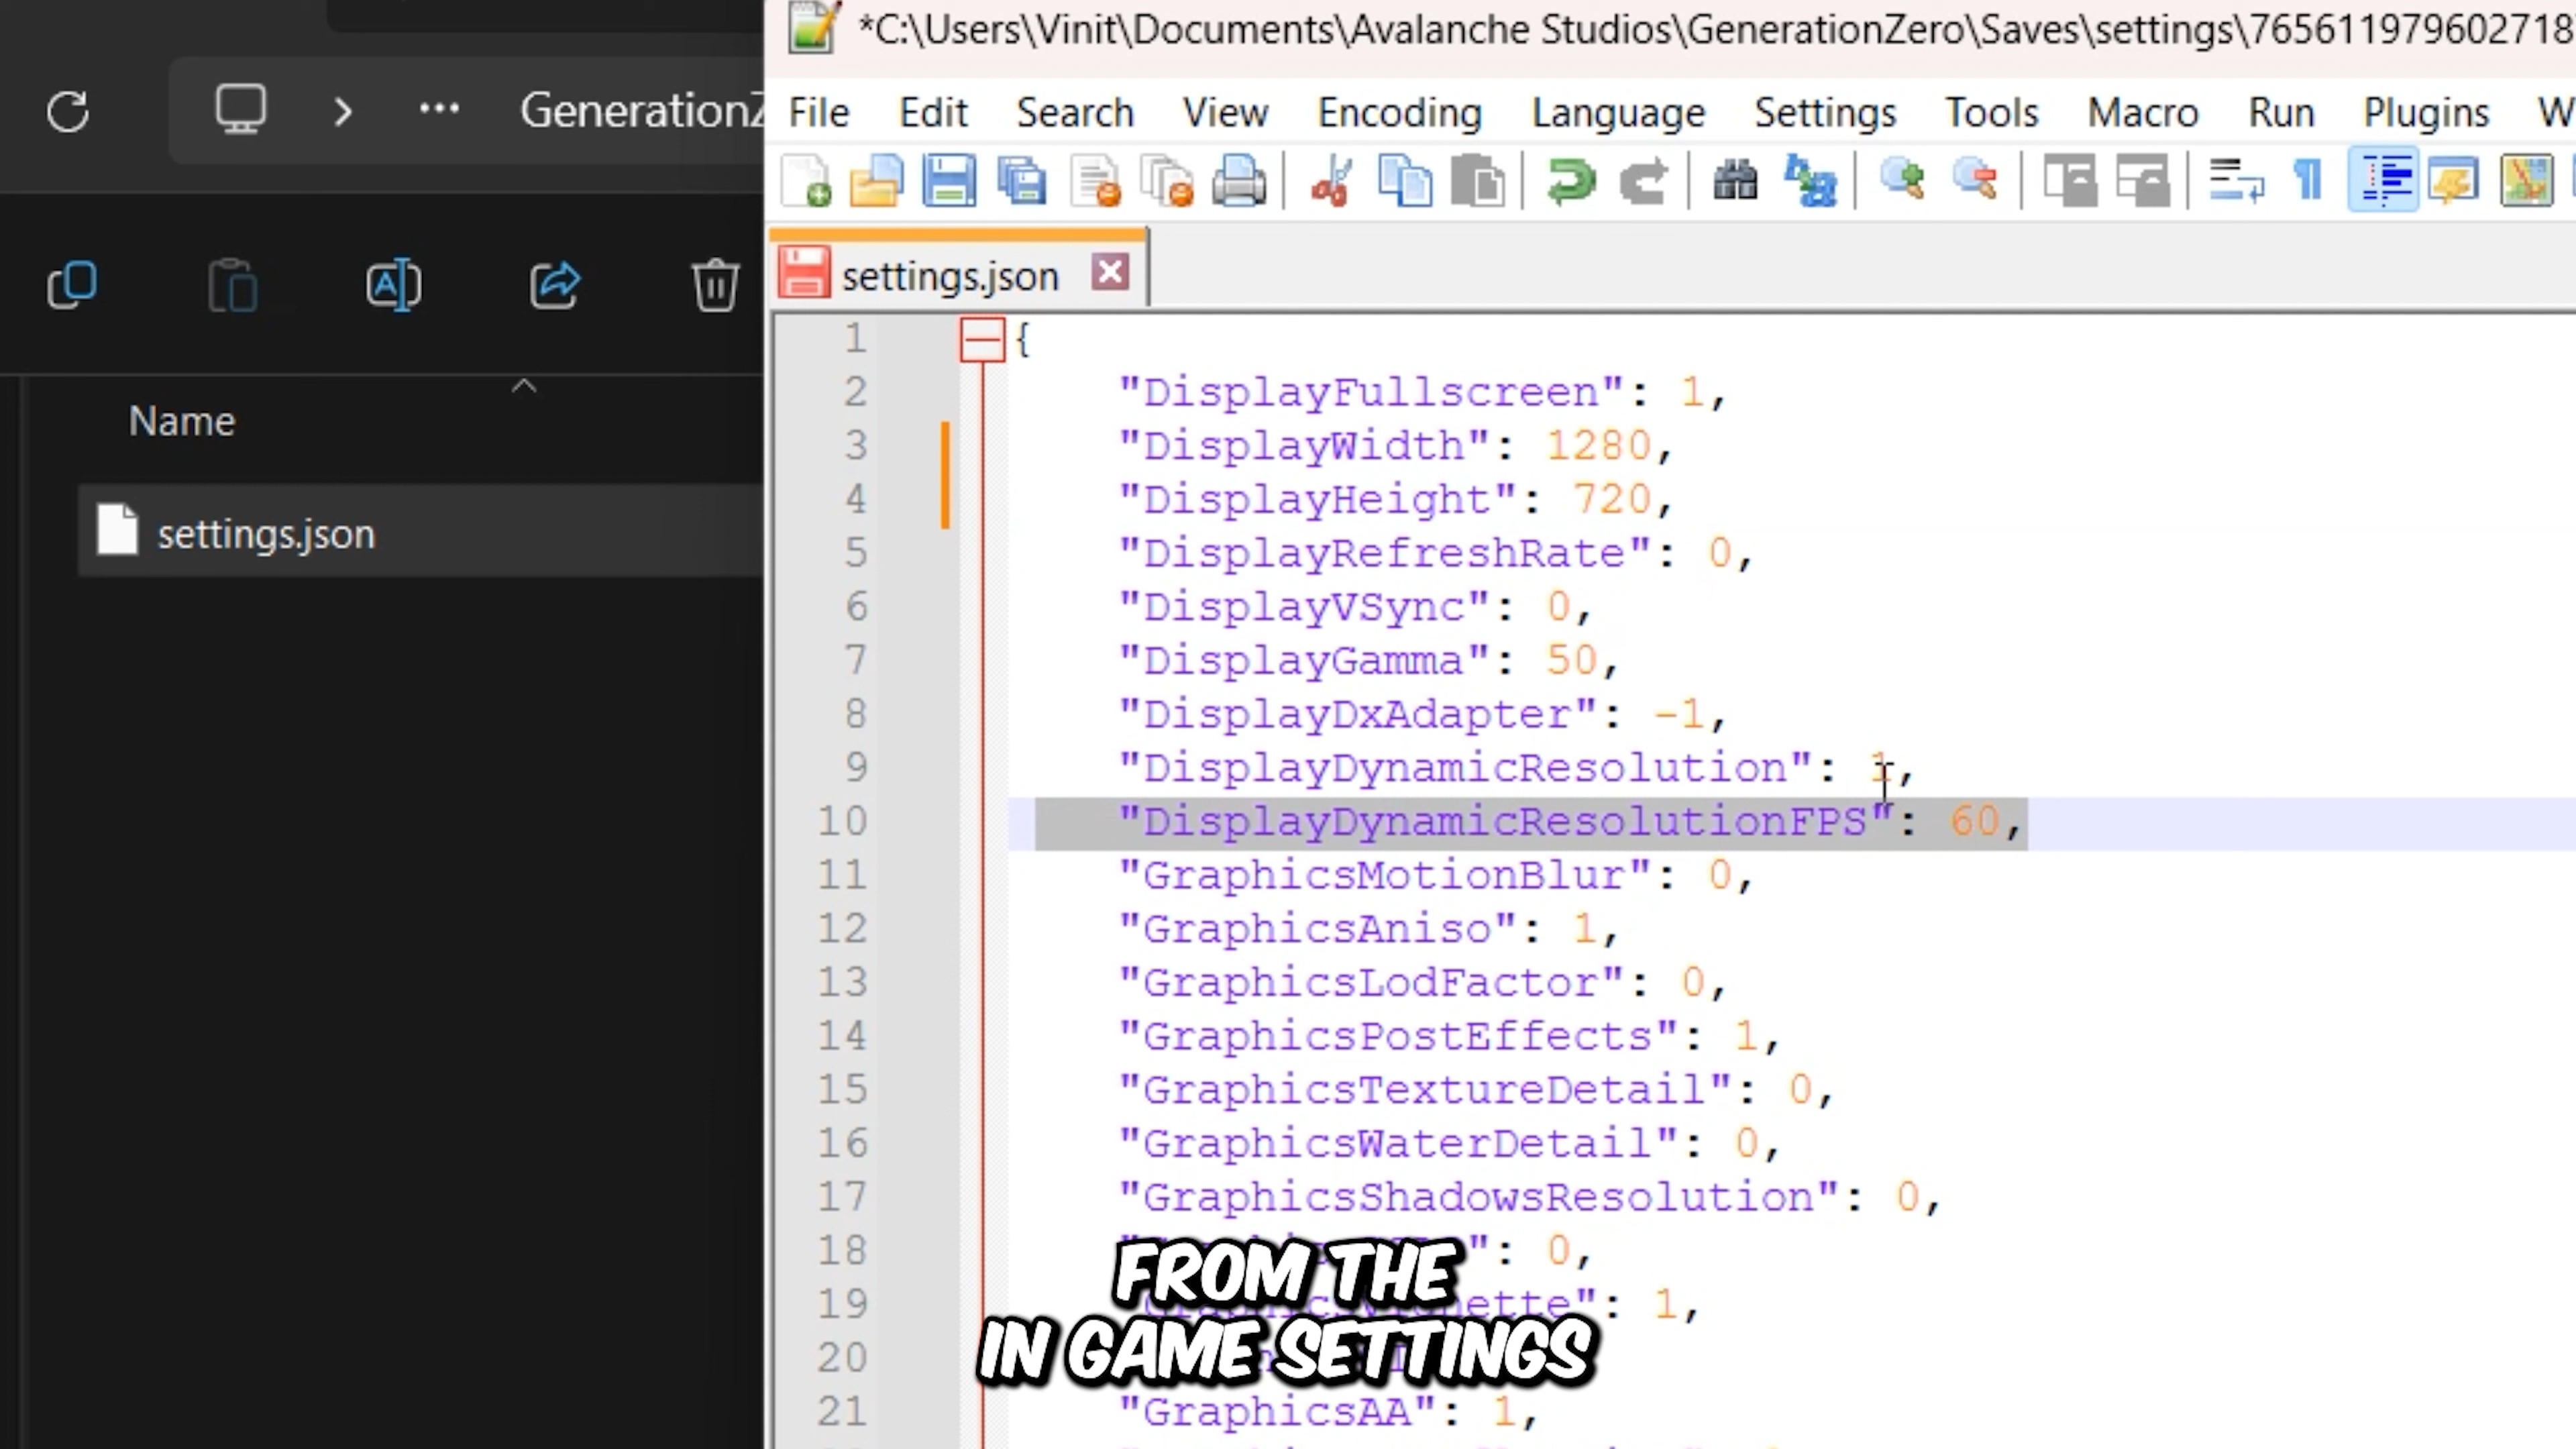 *C:\Users\Vinit\Documents\Avalanche Studios\GenerationZero\Saves\settings\765611979602718
GenerationZ
File Edit Search View Encoding Language Settings Tools Macro Run Plugins W
settings.json
Name
settings.json
1 {
2 "DisplayFullscreen": 1,
3 "DisplayWidth": 1280,
4 "DisplayHeight": 720,
5 "DisplayRefreshRate": 0,
6 "DisplayVSync": 0,
7 "DisplayGamma": 50,
8 "DisplayDxAdapter": -1,
9 "DisplayDynamicResolution": 1,
10 "DisplayDynamicResolutionFPS": 60,
11 "GraphicsMotionBlur": 0,
12 "GraphicsAniso": 1,
13 "GraphicsLodFactor": 0,
14 "GraphicsPostEffects": 1,
15 "GraphicsTextureDetail": 0,
16 "GraphicsWaterDetail": 0,
17 "GraphicsShadowsResolution": 0,
18 ": 0,
19 ": 1,
20
21 "GraphicsAA": 1,
FROM THE
IN GAME SETTINGS